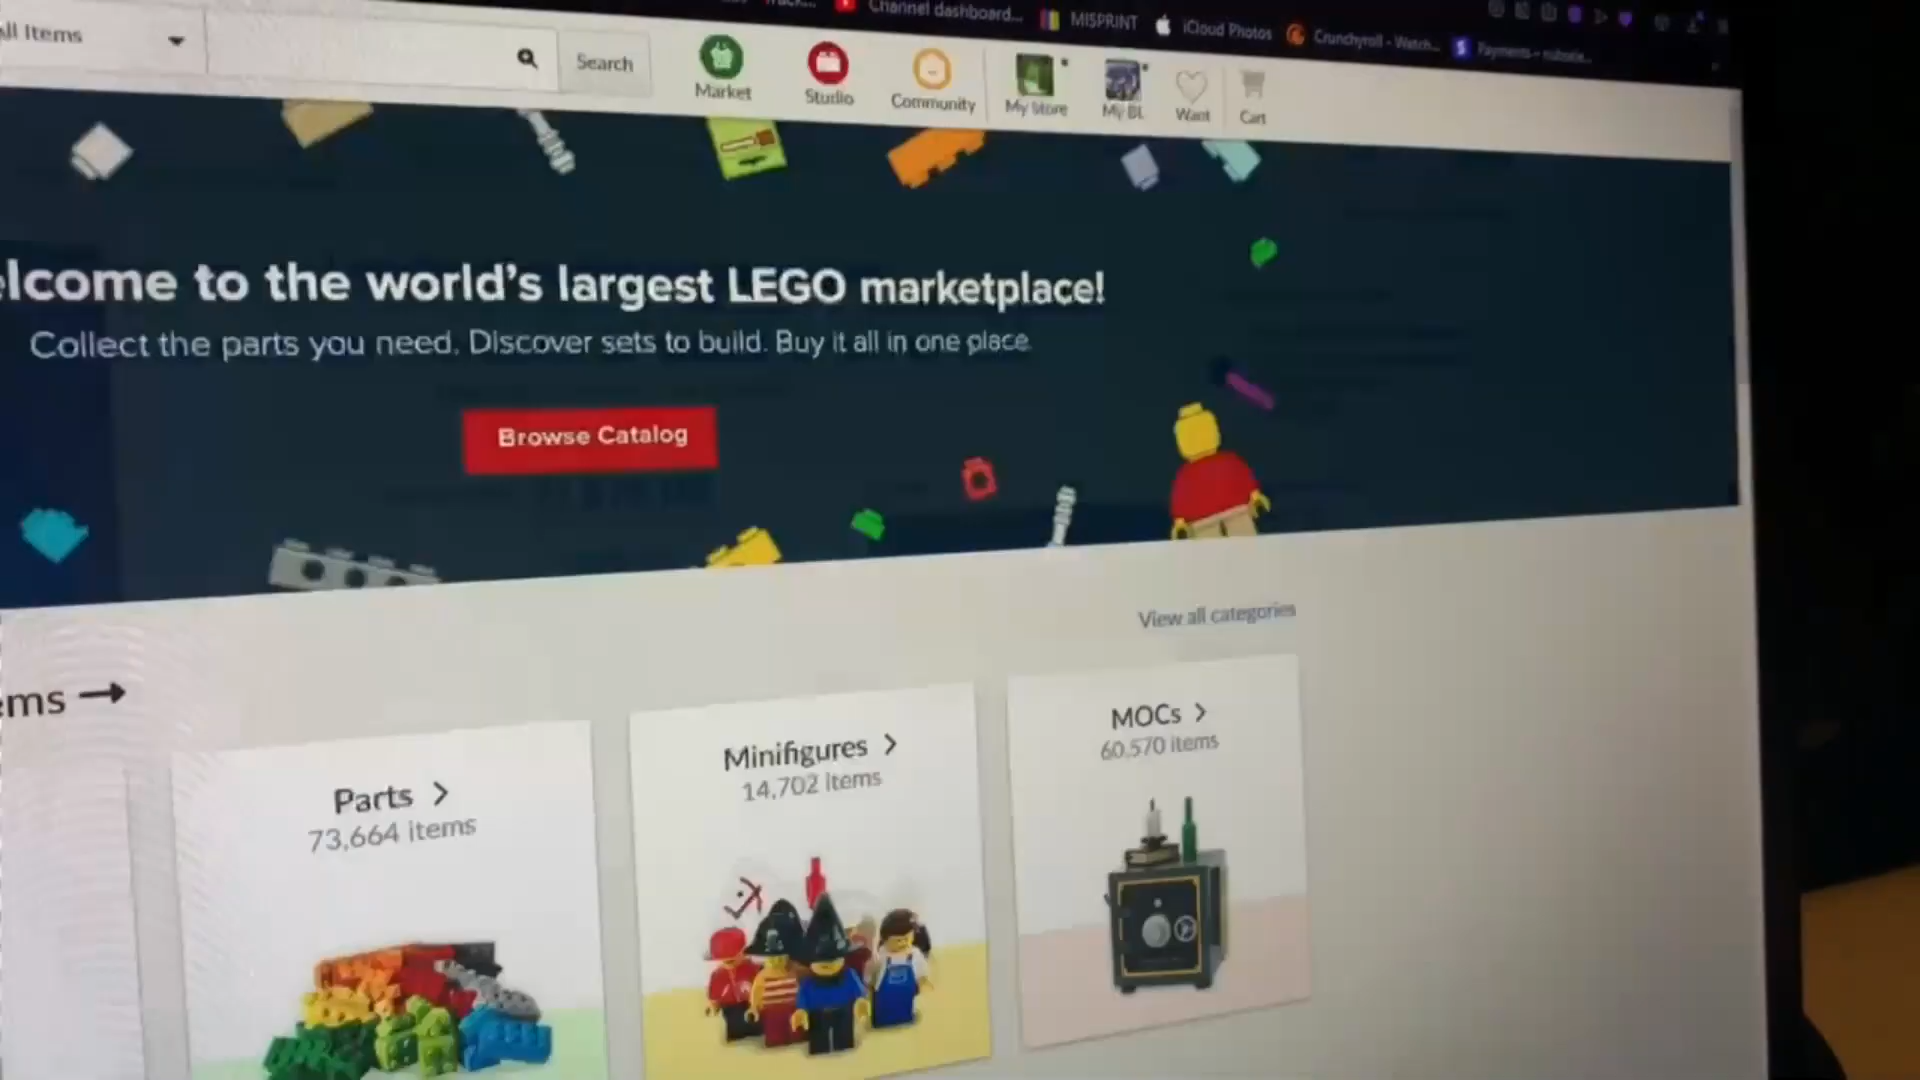 Channel dashboard...
MISPRINT
iCloud Photos
Crunchyroll - Watch...
ll Items
Search
Market
Studio
Community
My Store
My BL
Want
Cart
elcome to the world's largest LEGO marketplace!
Collect the parts you need. Discover sets to build. Buy it all in one place.
Browse Catalog
View all categories
ems →
Parts >
73,664 items
Minifigures >
14,702 items
MOCs >
60,570 items